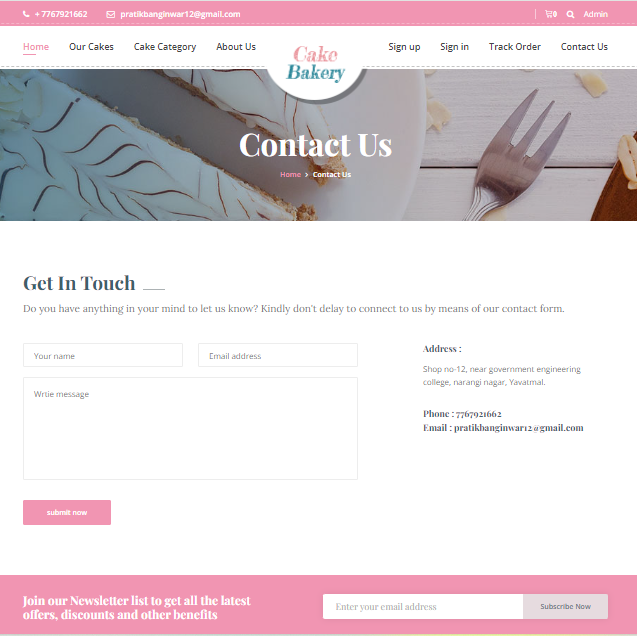 + 7767921662 pratikbanginwar12@gmail.com 0 Admin
Home Our Cakes Cake Category About Us Cake Bakery Sign up Sign in Track Order Contact Us
Contact Us
Home > Contact Us
Get In Touch
Do you have anything in your mind to let us know? Kindly don't delay to connect to us by means of our contact form.
Your name Email address
Wrtie message
submit now
Address :
Shop no-12, near government engineering
college, narangi nagar, Yavatmal.
Phone : 7767921662
Email : pratikbanginwar12@gmail.com
Join our Newsletter list to get all the latest
offers, discounts and other benefits
Enter your email address Subscribe Now